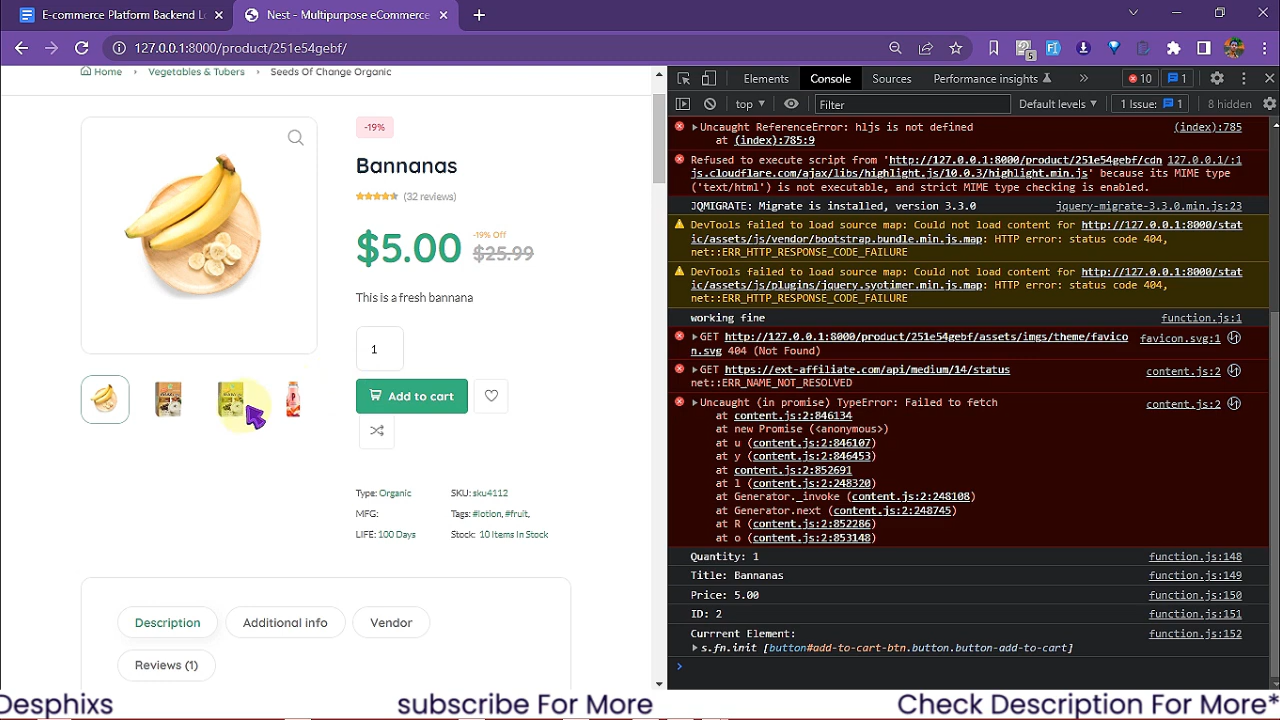 E-commerce Platform Backend Lo
Nest - Multipurpose eCommerce
127.0.0.1:8000/product/251e54gebf/
Home > Vegetables & Tubers > Seeds Of Change Organic
-19%
Bannanas
(32 reviews)
$5.00
-19% Off
$25.99
This is a fresh bannana
1
Add to cart
Type: Organic
SKU: sku4112
MFG:
Tags: #lotion, #fruit,
LIFE: 100 Days
Stock: 10 Items In Stock
Description
Additional info
Vendor
Reviews (1)
Elements
Console
Sources
Performance insights
10
1
top
Filter
Default levels
1 Issue: 1
8 hidden
Uncaught ReferenceError: hljs is not defined (index):785
at (index):785:9
Refused to execute script from 'http://127.0.0.1:8000/product/251e54gebf/cdn 127.0.0.1/:1
js.cloudflare.com/ajax/libs/highlight.js/10.0.3/highlight.min.js' because its MIME type
('text/html') is not executable, and strict MIME type checki
JQMIGRATE: Migrate is installed, version 3.3.0 jquery-migrate-3.3.0.min.js:23
DevTools failed to load source map: Could not load content for http://127.0.0.1:8000/stat
ic/assets/js/vendor/bootstrap.bundle.min.js.map: HTTP error: status code 404,
net::ERR_HTTP_RESPONSE_CODE_FAILURE
DevTools failed to load source map: Could not load content for http://127.0.0.1:8000/stat
ic/assets/js/plugins/jquery.syotimer.min.js.map: HTTP error: status code 404,
net::ERR_HTTP_RESPONSE_CODE_FAILURE
working fine function.js:1
GET http://127.0.0.1:8000/product/251e54gebf/assets/imgs/theme/favico favicon.svg:1
n.svg 404 (Not Found)
GET https://ext-affiliate.com/api/medium/14/status content.js:2
net::ERR_NAME_NOT_RESOLVED
Uncaught (in promise) TypeError: Failed to fetch content.js:2
at content.js:2:846134
at new Promise (<anonymous>)
at u (content.js:2:846107)
at y (content.js:2:846453)
at content.js:2:852691
at l (content.js:2:248320)
at Generator._invoke (content.js:2:248108)
at Generator.next (content.js:2:248745)
at R (content.js:2:852286)
at o (content.js:2:853148)
Quantity: 1 function.js:148
Title: Bannanas function.js:149
Price: 5.00 function.js:150
ID: 2 function.js:151
Currrent Element: function.js:152
s.fn.init [button#add-to-cart-btn.button.button-add-to-cart]
Desphixs
subscribe For More
Check Description For More*